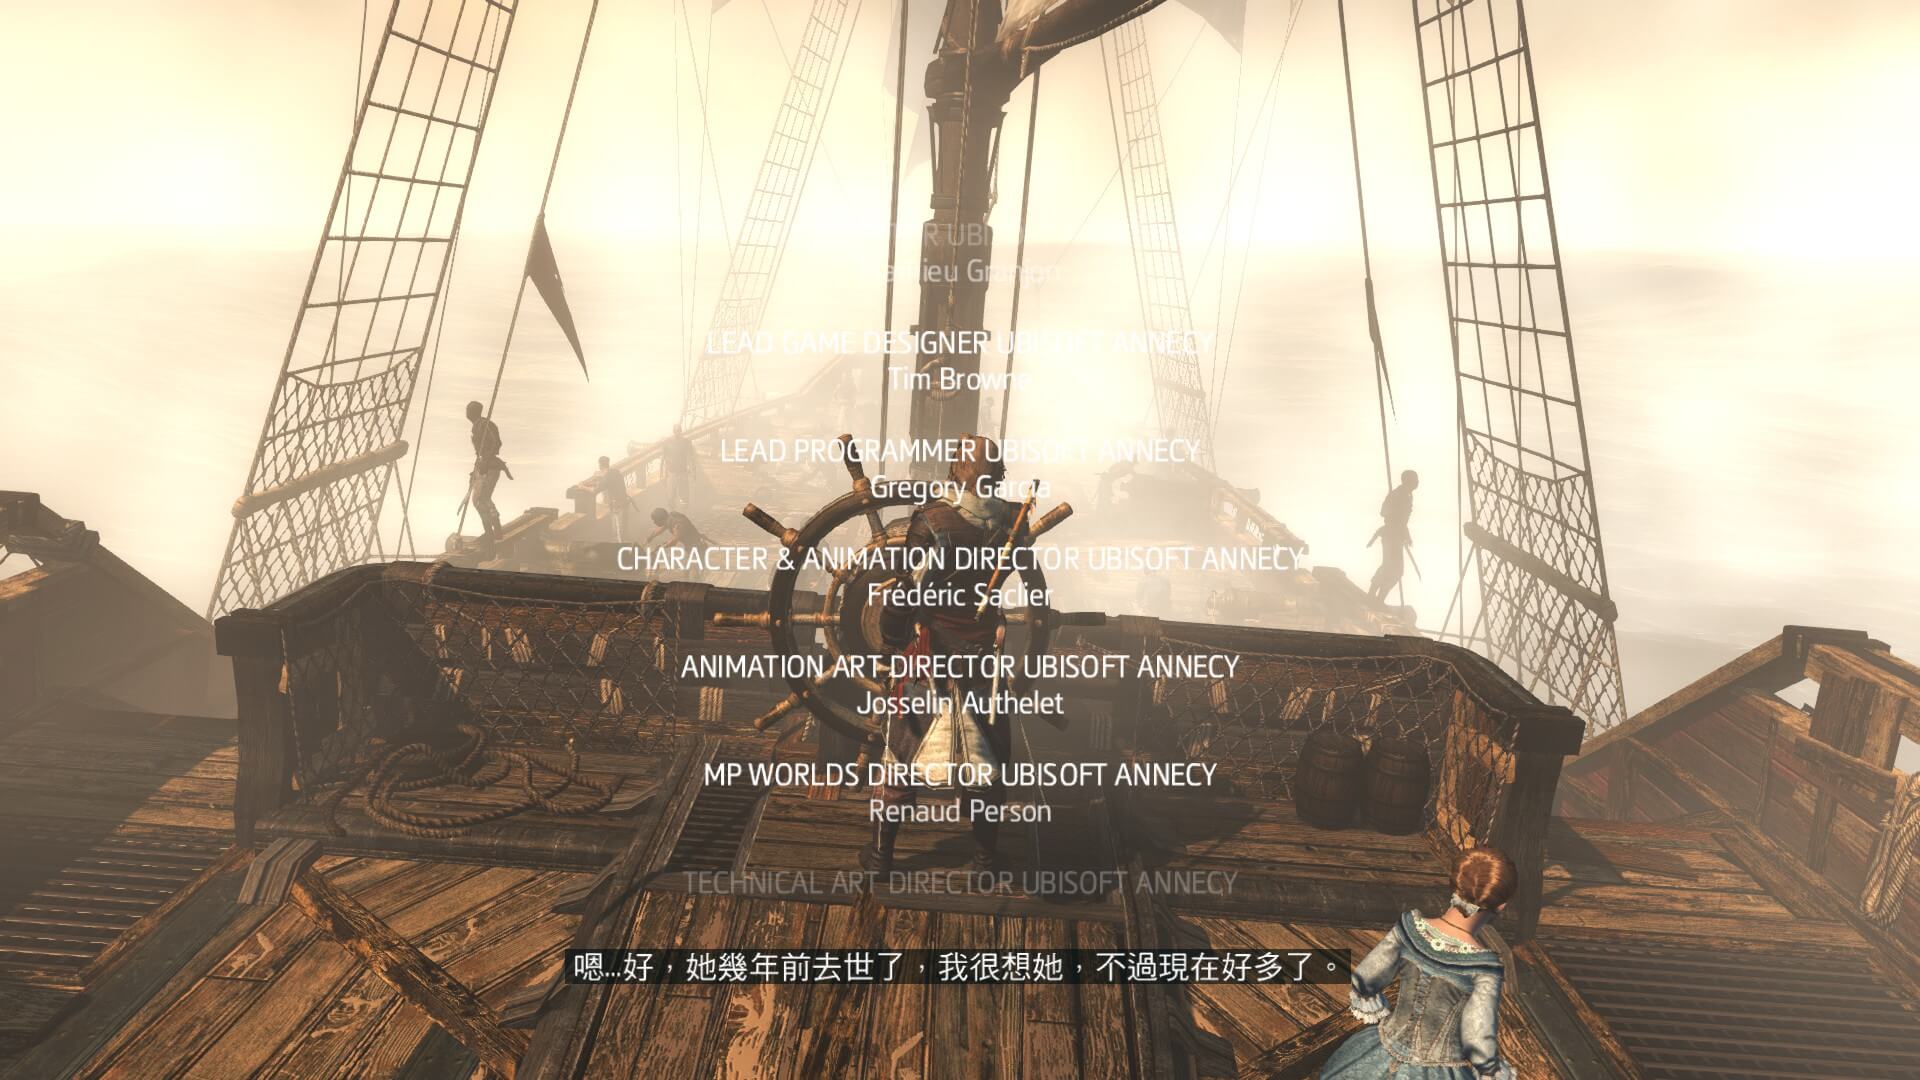 LEAD GAME DESIGNER UBISOFT ANNECY
Tim Browne
LEAD PROGRAMMER UBISOFT ANNECY
Gregory Garcia
CHARACTER & ANIMATION DIRECTOR UBISOFT ANNECY
Frédéric Saclier
ANIMATION ART DIRECTOR UBISOFT ANNECY
Josselin Authelet
MP WORLDS DIRECTOR UBISOFT ANNECY
Renaud Person
TECHNICAL ART DIRECTOR UBISOFT ANNECY
嗯...好，她幾年前去世了，我很想她，不過現在好多了。